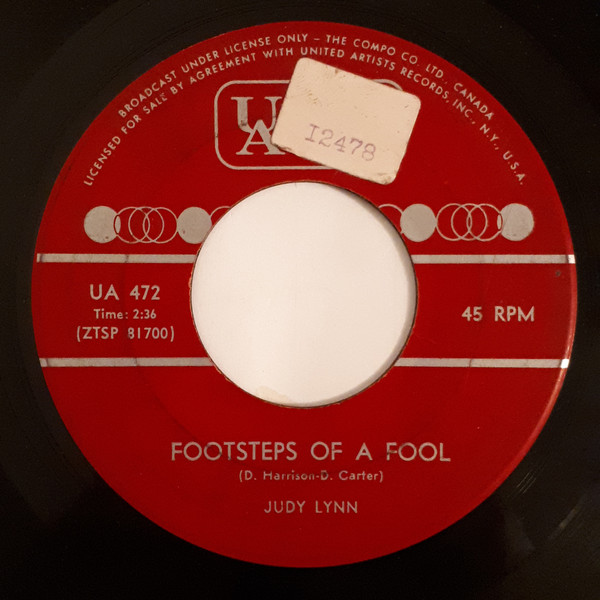 BROADCAST UNDER LICENSE ONLY – THE COMPO CO. LTD., CANADA
LICENSED FOR SALE BY AGREEMENT WITH UNITED ARTISTS RECORDS, INC., N.Y., U.S.A.
U
A
I2478
UA 472
Time: 2:36
(ZTSP 81700)
45 RPM
FOOTSTEPS OF A FOOL
(D. Harrison-D. Carter)
JUDY LYNN